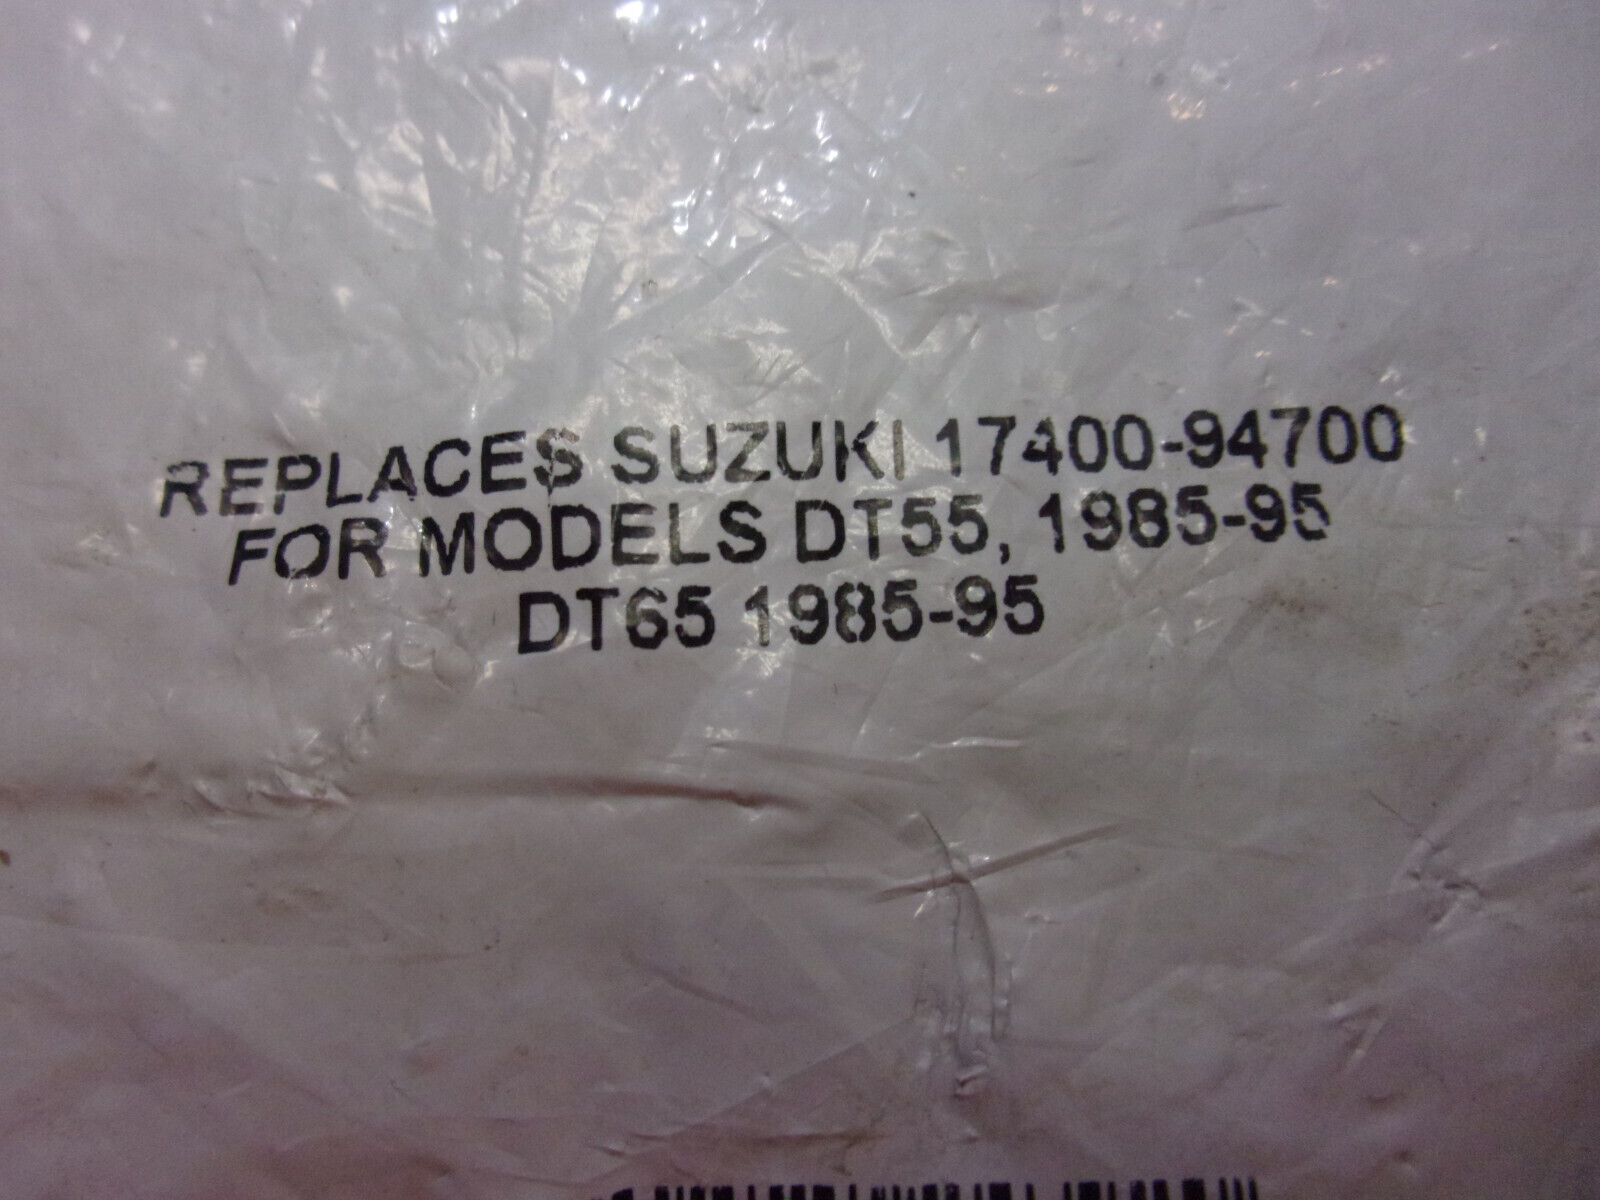 REPLACES SUZUKI 17400-94700
FOR MODELS DT55, 1985-95
DT65 1985-95